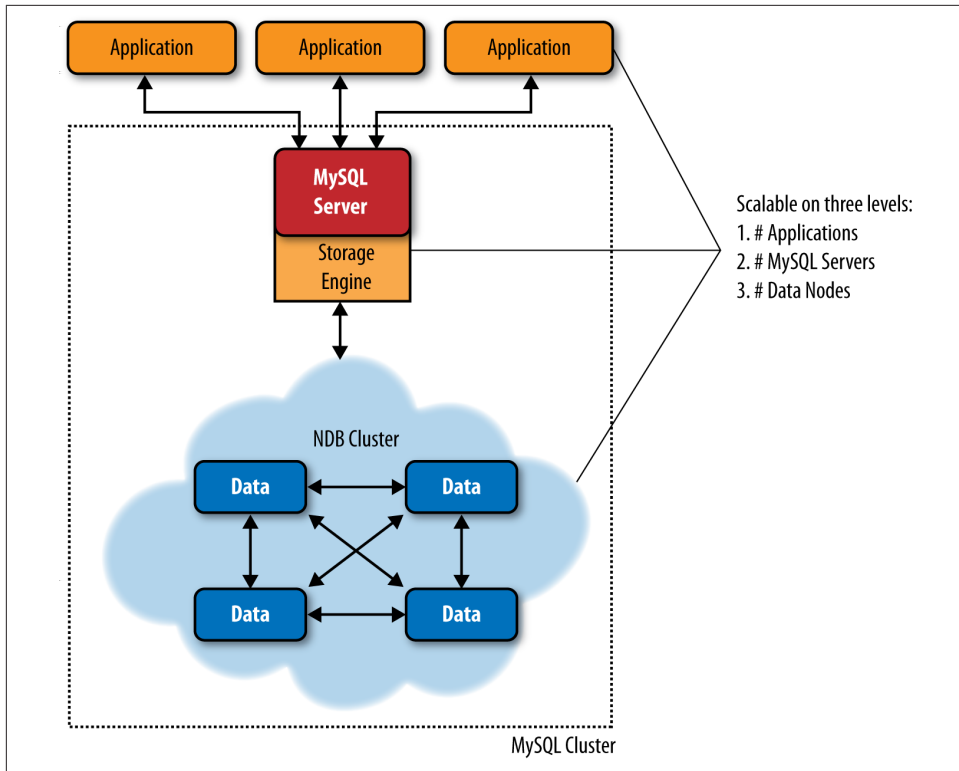 Application
Application
Application
MySQL
Server
Storage
Engine
Scalable on three levels:
1. # Applications
2. # MySQL Servers
3. # Data Nodes
NDB Cluster
Data
Data
Data
Data
MySQL Cluster